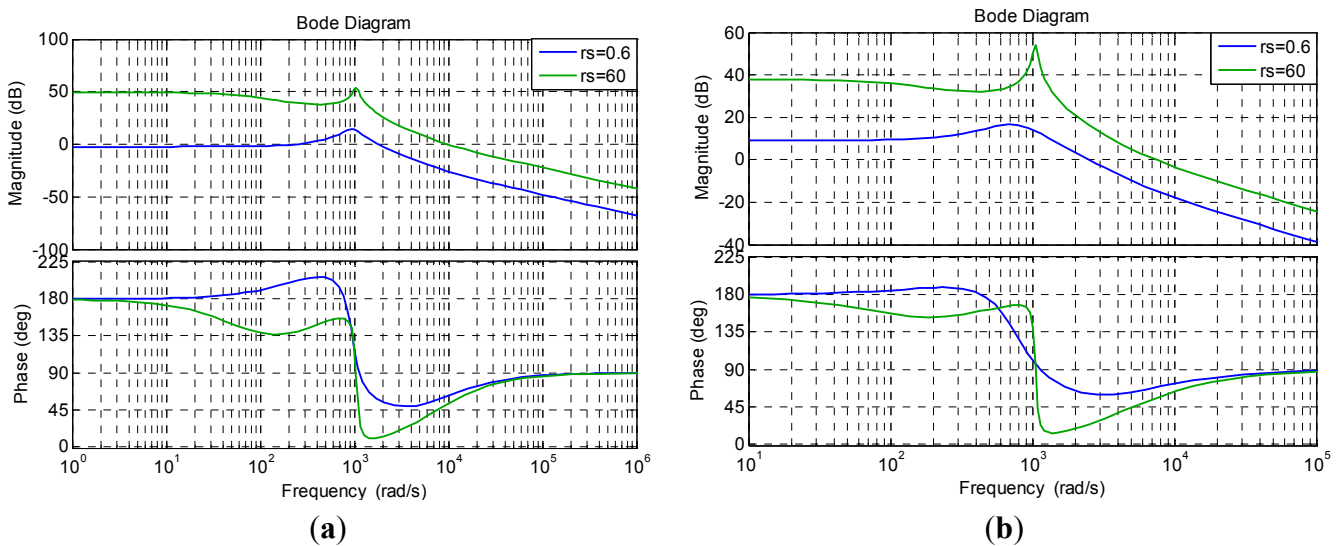 Bode Diagram
Magnitude (dB)
100
50
0
-50
-100
rs=0.6
rs=60
Phase (deg)
225
180
135
90
45
0
10^0 10^1 10^2 10^3 10^4 10^5 10^6
Frequency (rad/s)
(a)
Bode Diagram
Magnitude (dB)
60
40
20
0
-20
-40
rs=0.6
rs=60
Phase (deg)
225
180
135
90
45
0
10^1 10^2 10^3 10^4 10^5
Frequency (rad/s)
(b)